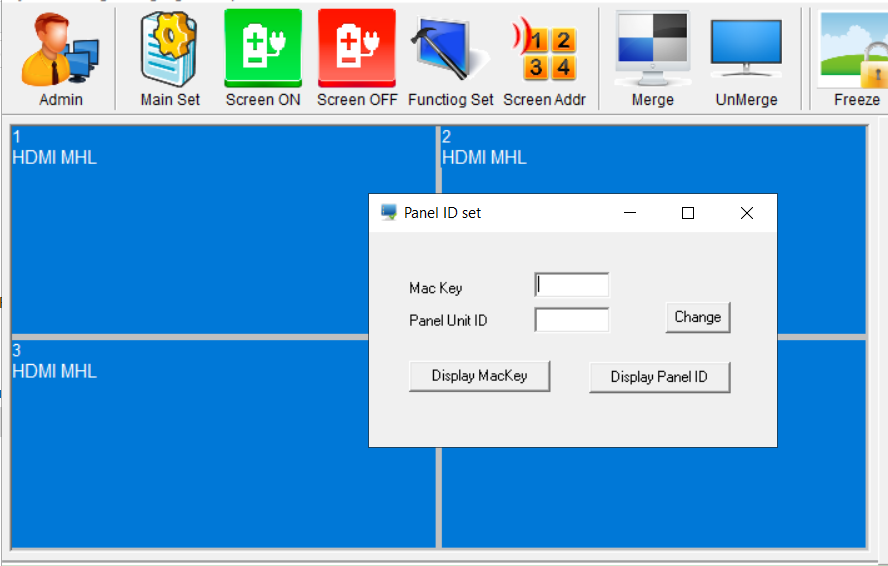 Admin
Main Set
Screen ON
Screen OFF
Functiog Set
Screen Addr
Merge
UnMerge
Freeze
1 2
3 4
1
HDMI MHL
2
HDMI MHL
3
HDMI MHL
Panel ID set
Mac Key
Panel Unit ID
Change
Display MacKey
Display Panel ID